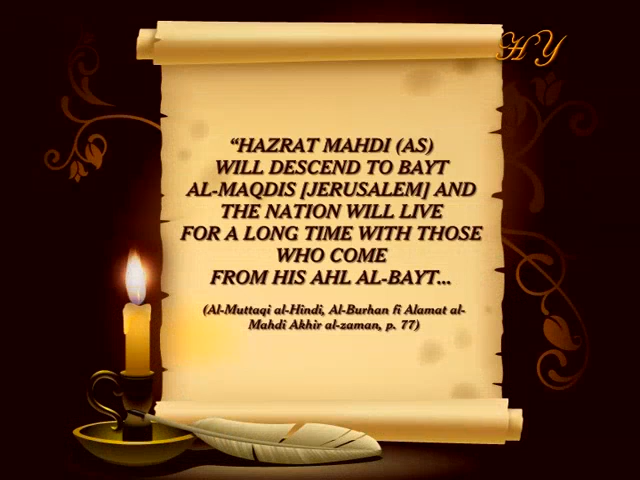 HY
“HAZRAT MAHDI (AS)
WILL DESCEND TO BAYT
AL-MAQDIS [JERUSALEM] AND
THE NATION WILL LIVE
FOR A LONG TIME WITH THOSE
WHO COME
FROM HIS AHL AL-BAYT...
(Al-Muttaqi al-Hindi, Al-Burhan fi Alamat al-
Mahdi Akhir al-zaman, p. 77)